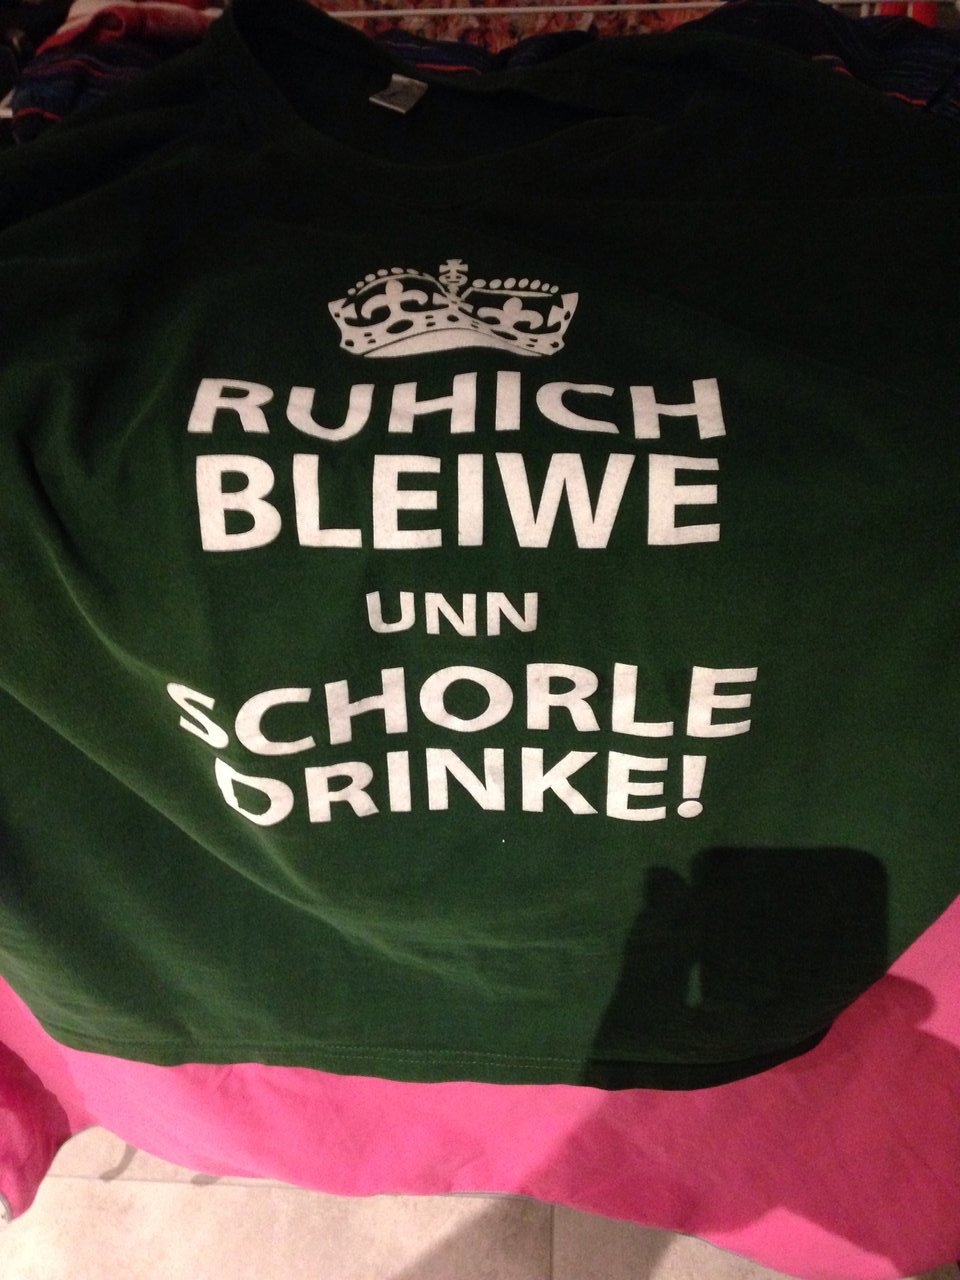 RUHICH
BLEIWE
UNN
SCHORLE
DRINKE!